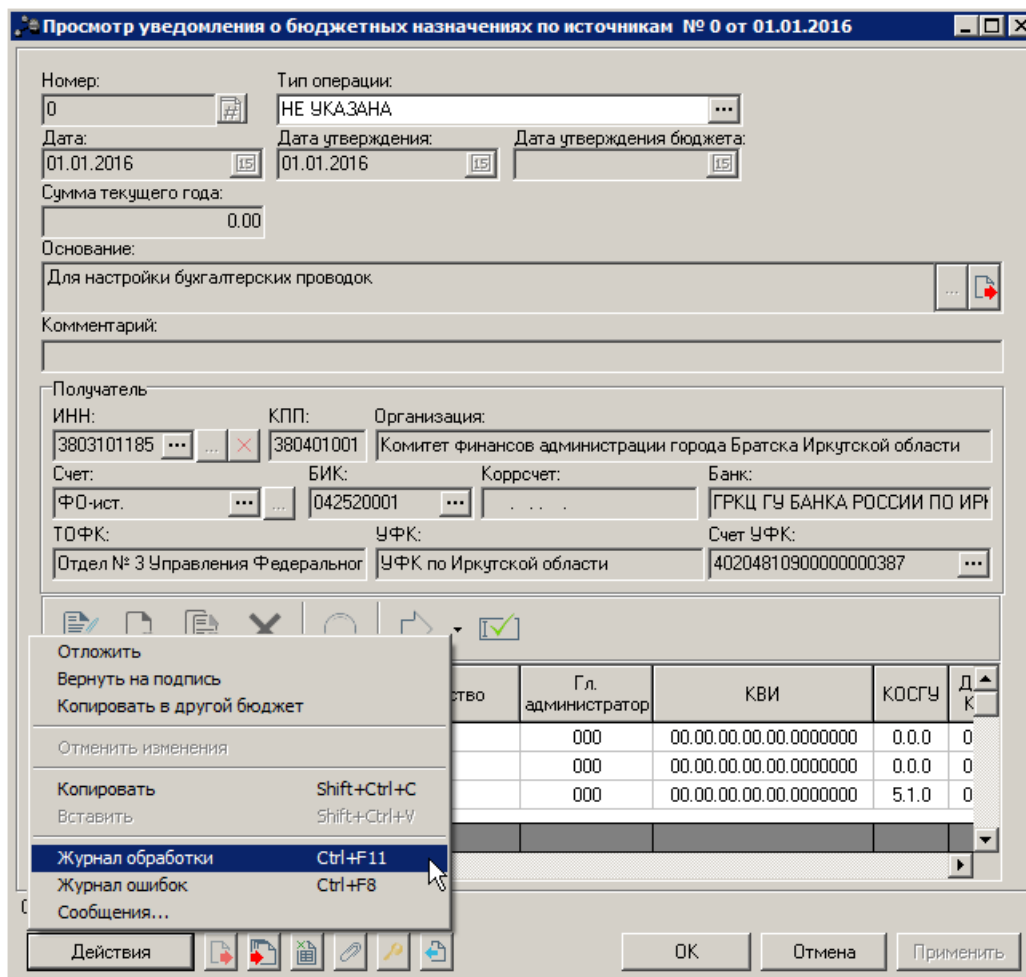 Просмотр уведомления о бюджетных назначениях по источникам № 0 от 01.01.2016
Номер: Тип операции:
0 НЕ УКАЗАНА
Дата: Дата утверждения: Дата утверждения бюджета:
01.01.2016 15 01.01.2016 15 15
Сумма текущего года:
0.00
Основание:
Для настройки бухгалтерских проводок
Комментарий:
Получатель
ИНН: КПП: Организация:
3803101185 380401001 Комитет финансов администрации города Братска Иркутской области
Счет: БИК: Коррсчет: Банк:
ФО-ист. 042520001 ГРКЦ ГУ БАНКА РОССИИ ПО ИРК
ТОФК: УФК: Счет УФК:
Отдел № 3 Управления Федеральног УФК по Иркутской области 40204810900000000387
Отложить
Вернуть на подпись
Копировать в другой бюджет
Отменить изменения
Копировать Shift+Ctrl+C
Вставить Shift+Ctrl+V
Журнал обработки Ctrl+F11
Журнал ошибок Ctrl+F8
Сообщения...
ство Гл. администратор КВИ КОСГУ Д К
000 00.00.00.00.00.0000000 0.0.0 0
000 00.00.00.00.00.0000000 0.0.0 0
000 00.00.00.00.00.0000000 5.1.0 0
Действия OK Отмена Применить